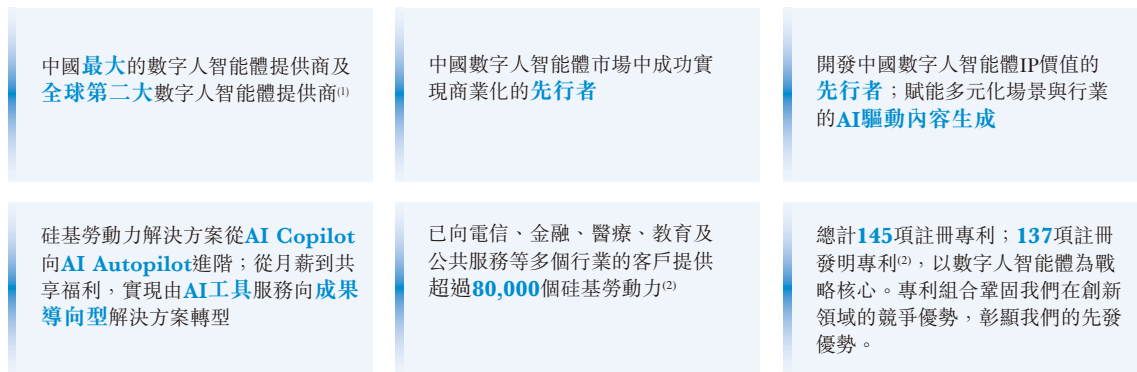 中國最大的數字人智能體提供商及
全球第二大數字人智能體提供商(1)
中國數字人智能體市場中成功實
現商業化的先行者
開發中國數字人智能體IP價值的
先行者；賦能多元化場景與行業
的AI驅動內容生成
硅基勞動力解決方案從AI Copilot
向AI Autopilot進階；從月薪到共
享福利，實現由AI工具服務向成果
導向型解決方案轉型
已向電信、金融、醫療、教育及
公共服務等多個行業的客戶提供
超過80,000個硅基勞動力(2)
總計145項註冊專利；137項註冊
發明專利(2)，以數字人智能體為戰
略核心。專利組合鞏固我們在創新
領域的競爭優勢，彰顯我們的先發
優勢。